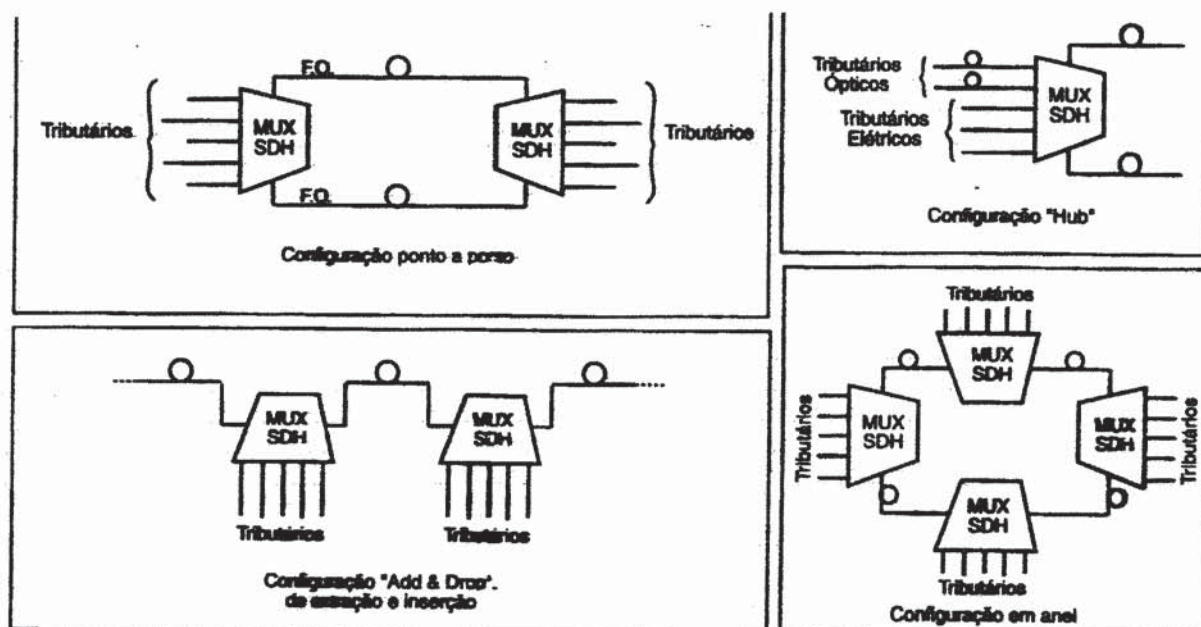 F.O.
Tributários
MUX
SDH
MUX
SDH
Tributários
F.O.
Configuração ponto a porso
Tributários
Ópticos
Tributários
Elétricos
MUX
SDH
Configuração "Hub"
MUX
SDH
MUX
SDH
Tributários
Tributários
Configuração "Add & Drop".
de extração e inserção
Tributários
MUX
SDH
Tributários
MUX
SDH
MUX
SDH
Tributários
MUX
SDH
Tributários
Configuração em anel